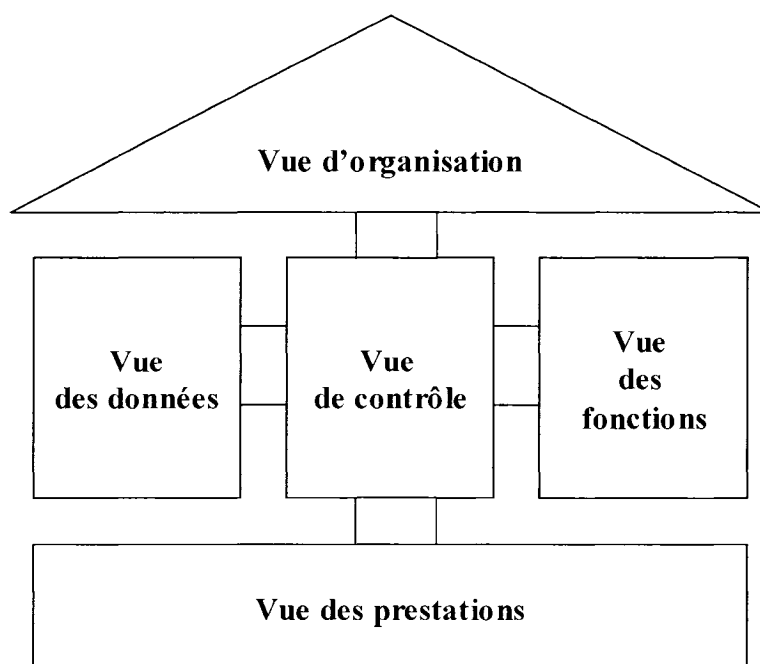 Vue d'organisation
Vue
des données
Vue
de contrôle
Vue
des
fonctions
Vue des prestations